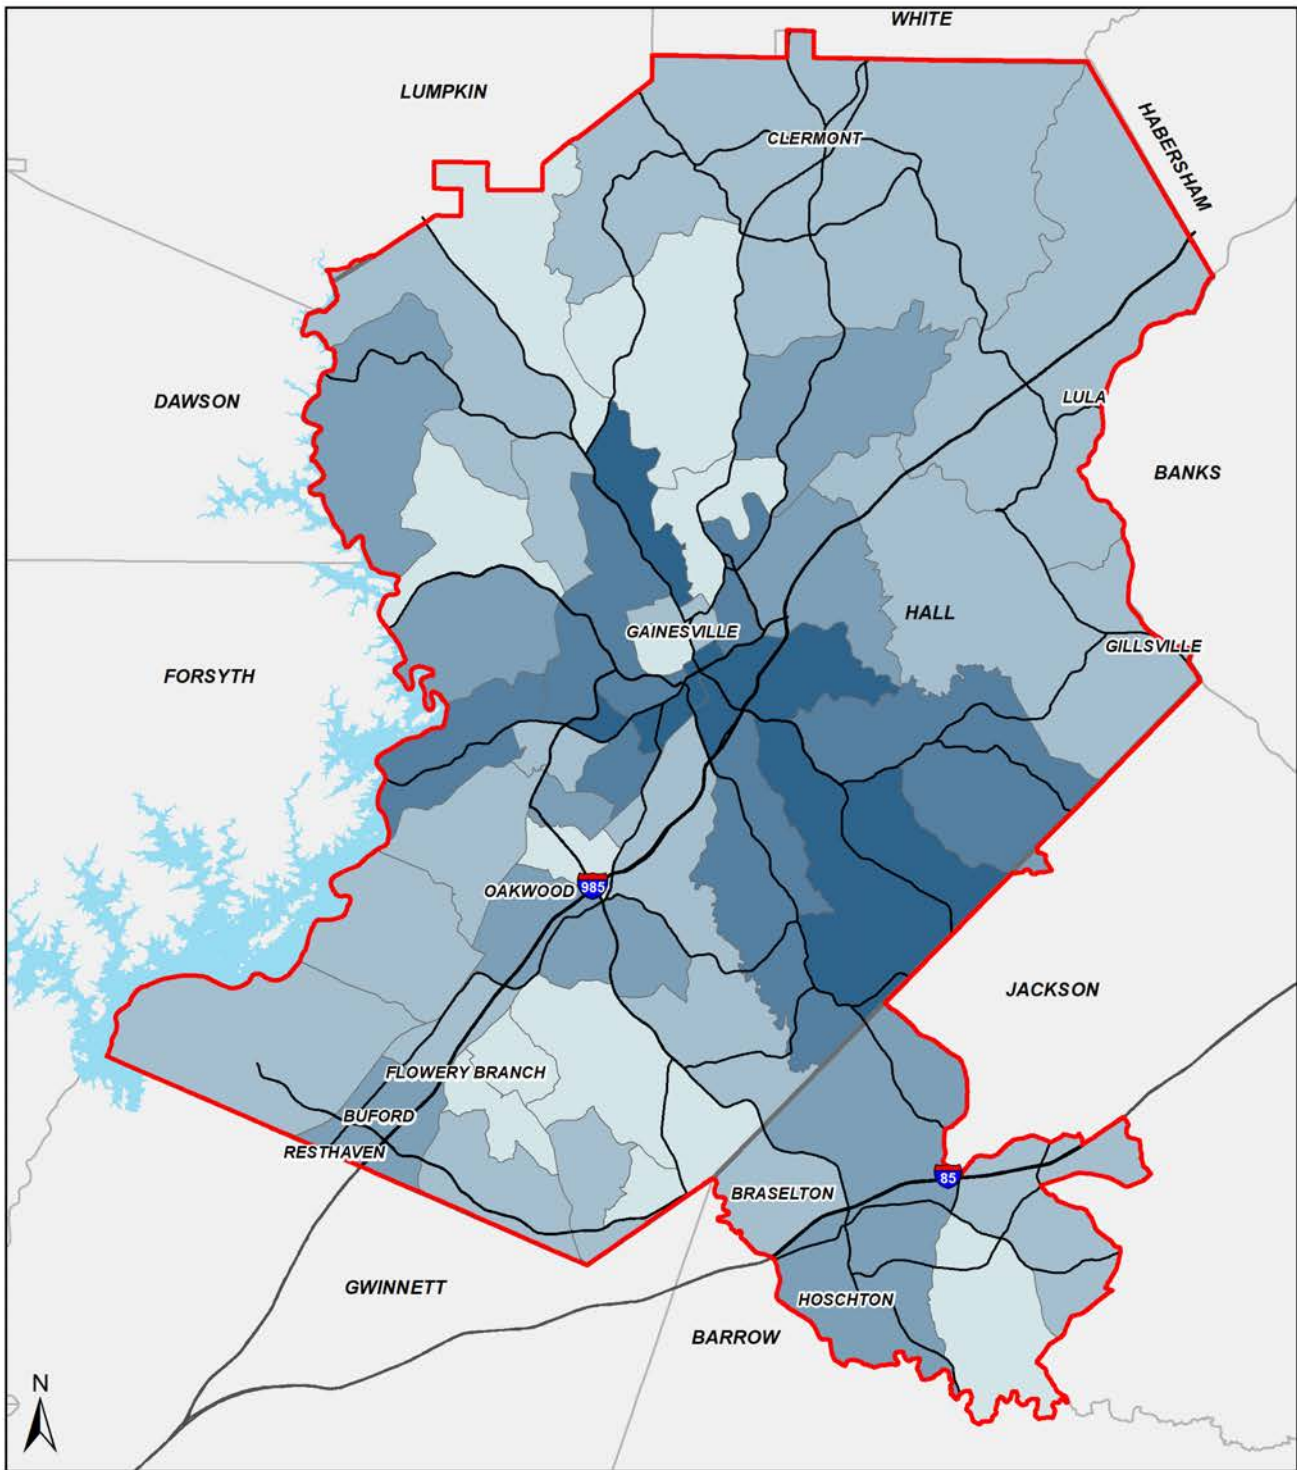 WHITE
LUMPKIN
HABERSHAM
CLERMONT
DAWSON
LULA
BANKS
HALL
GAINESVILLE
GILLSVILLE
FORSYTH
OAKWOOD
985
JACKSON
FLOWERY BRANCH
BUFORD
RESTHAVEN
85
BRASELTON
GWINNETT
HOSCHTON
BARROW
N